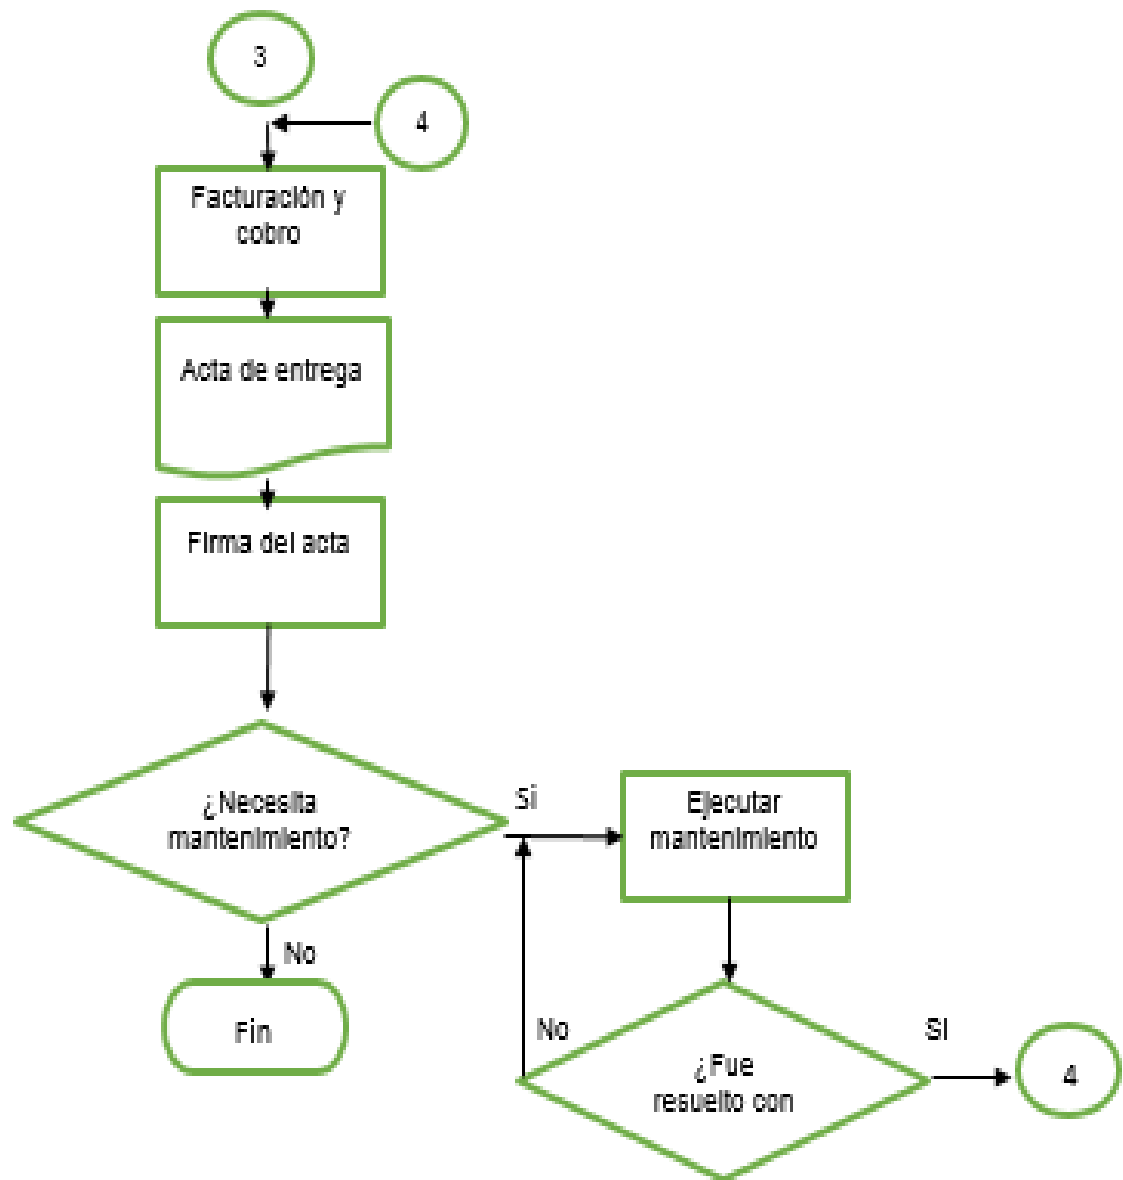 3
4
Facturación y
cobro
Acta de entrega
Firma del acta
¿Necesita
mantenimiento?
Si
Ejecutar
mantenimiento
No
Fin
No
¿Fue
resuelto con
SI
4